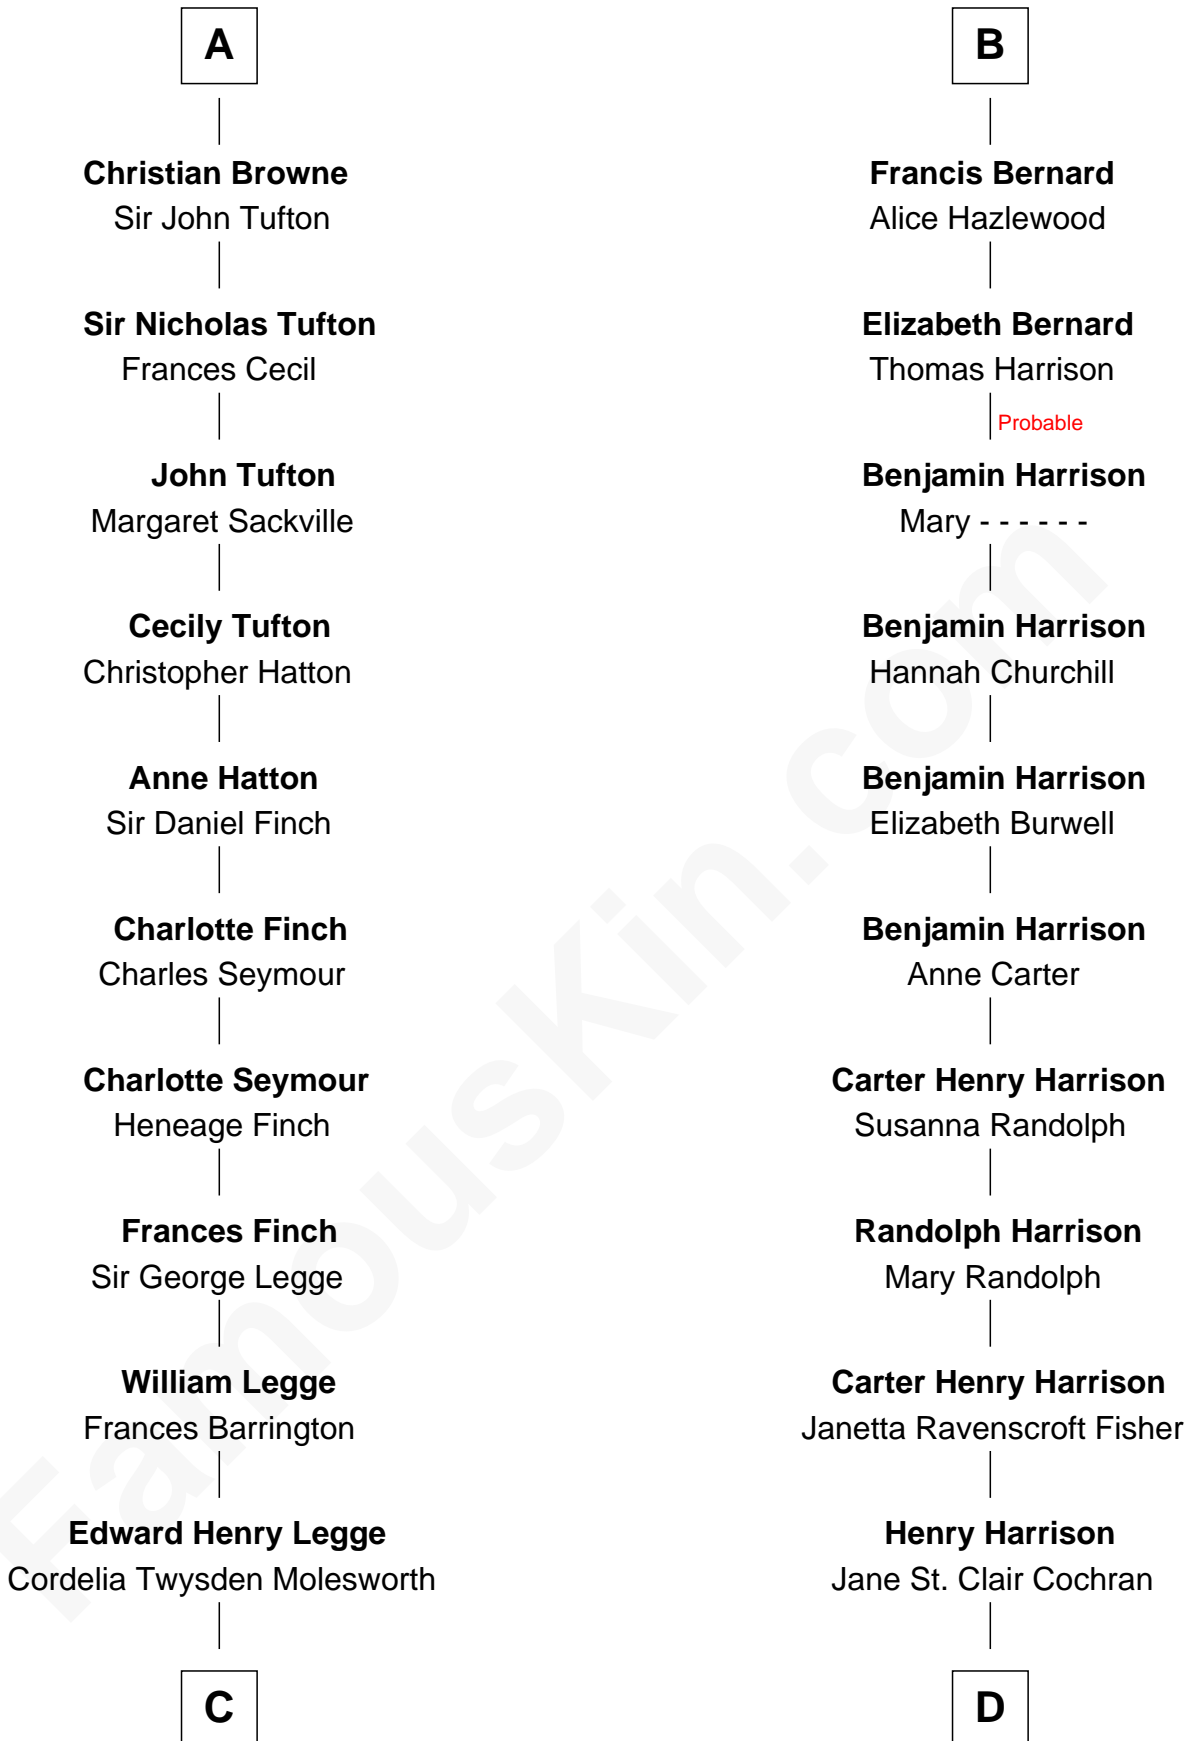 A
Christian Browne
Sir John Tufton
Sir Nicholas Tufton
Frances Cecil
John Tufton
Margaret Sackville
Cecily Tufton
Christopher Hatton
Anne Hatton
Sir Daniel Finch
Charlotte Finch
Charles Seymour
Charlotte Seymour
Heneage Finch
Frances Finch
Sir George Legge
William Legge
Frances Barrington
Edward Henry Legge
Cordelia Twysden Molesworth
C
B
Francis Bernard
Alice Hazlewood
Elizabeth Bernard
Thomas Harrison
Probable
Benjamin Harrison
Mary - - - - - -
Benjamin Harrison
Hannah Churchill
Benjamin Harrison
Elizabeth Burwell
Benjamin Harrison
Anne Carter
Carter Henry Harrison
Susanna Randolph
Randolph Harrison
Mary Randolph
Carter Henry Harrison
Janetta Ravenscroft Fisher
Henry Harrison
Jane St. Clair Cochran
D
FamousKin.com